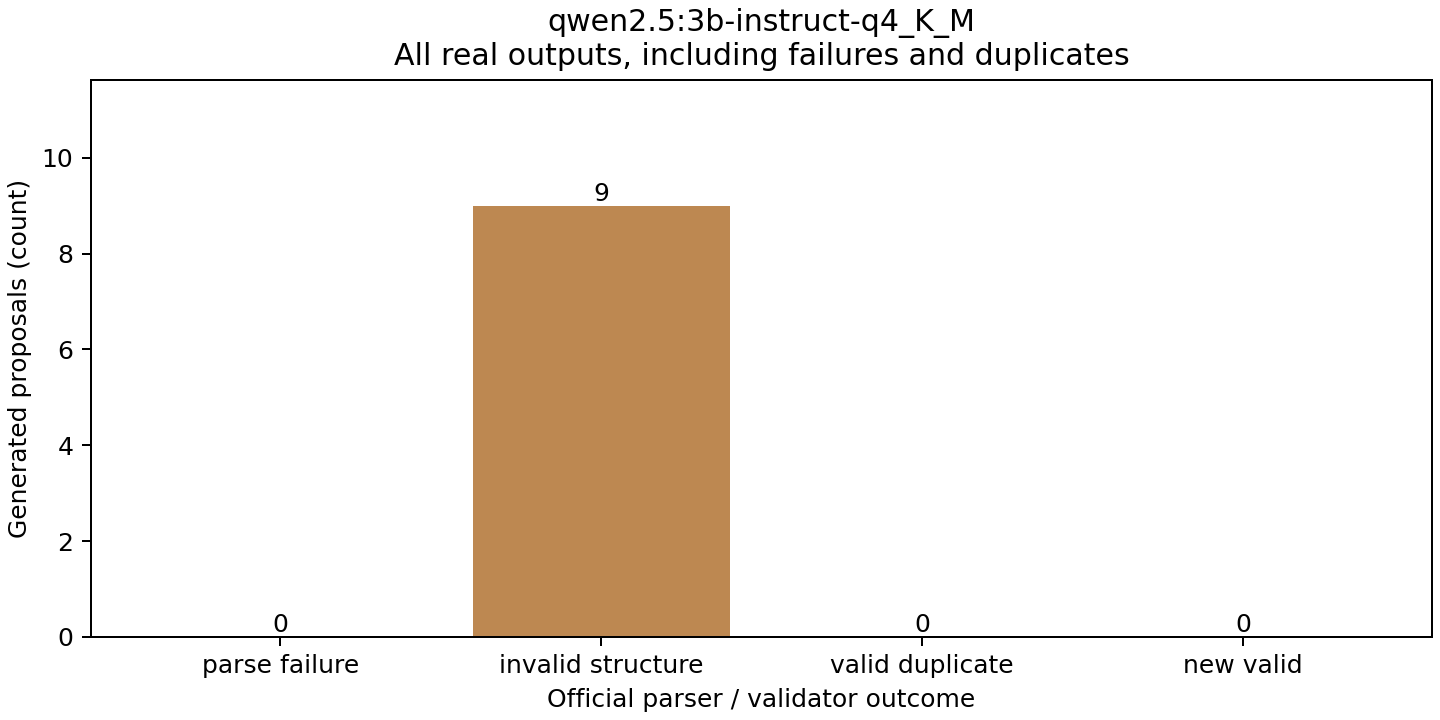 qwen2.5:3b-instruct-q4_K_M
All real outputs, including failures and duplicates
Generated proposals (count)
10
8
6
4
2
0
0
9
0
0
parse failure
invalid structure
valid duplicate
new valid
Official parser / validator outcome